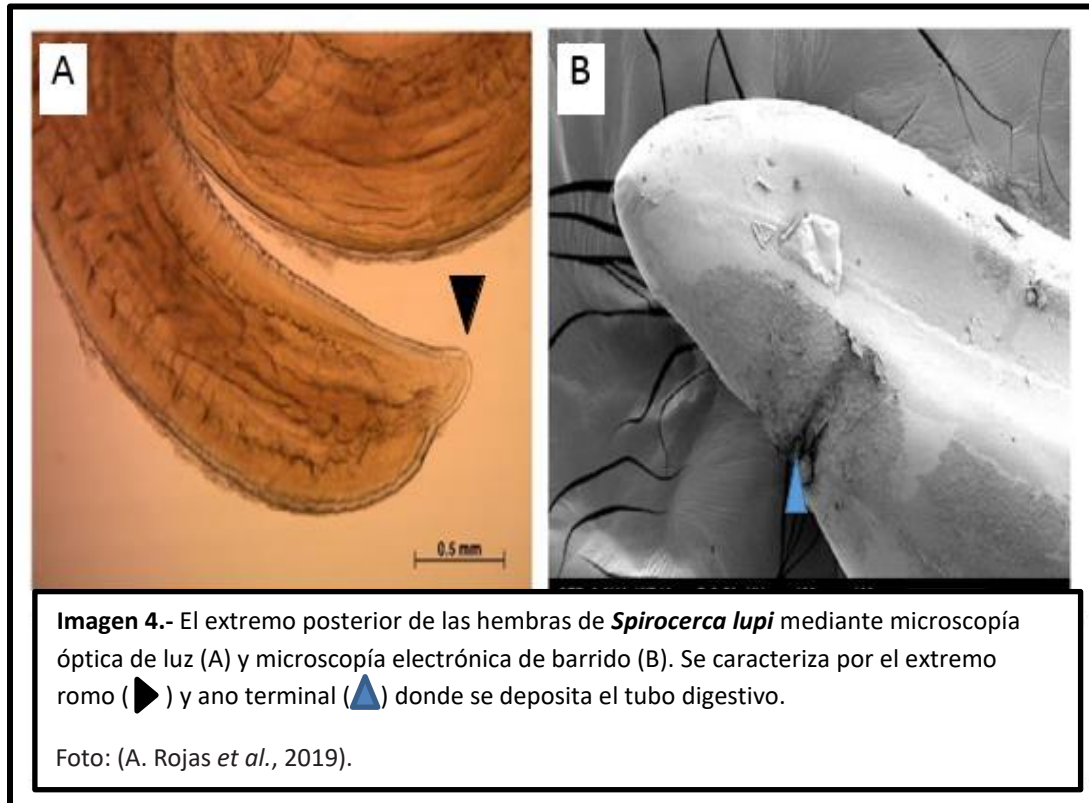 A
B
0.5 mm
Imagen 4.- El extremo posterior de las hembras de Spirocerca lupi mediante microscopía
óptica de luz (A) y microscopía electrónica de barrido (B). Se caracteriza por el extremo
romo ( ) y ano terminal ( ) donde se deposita el tubo digestivo.
Foto: (A. Rojas et al., 2019).